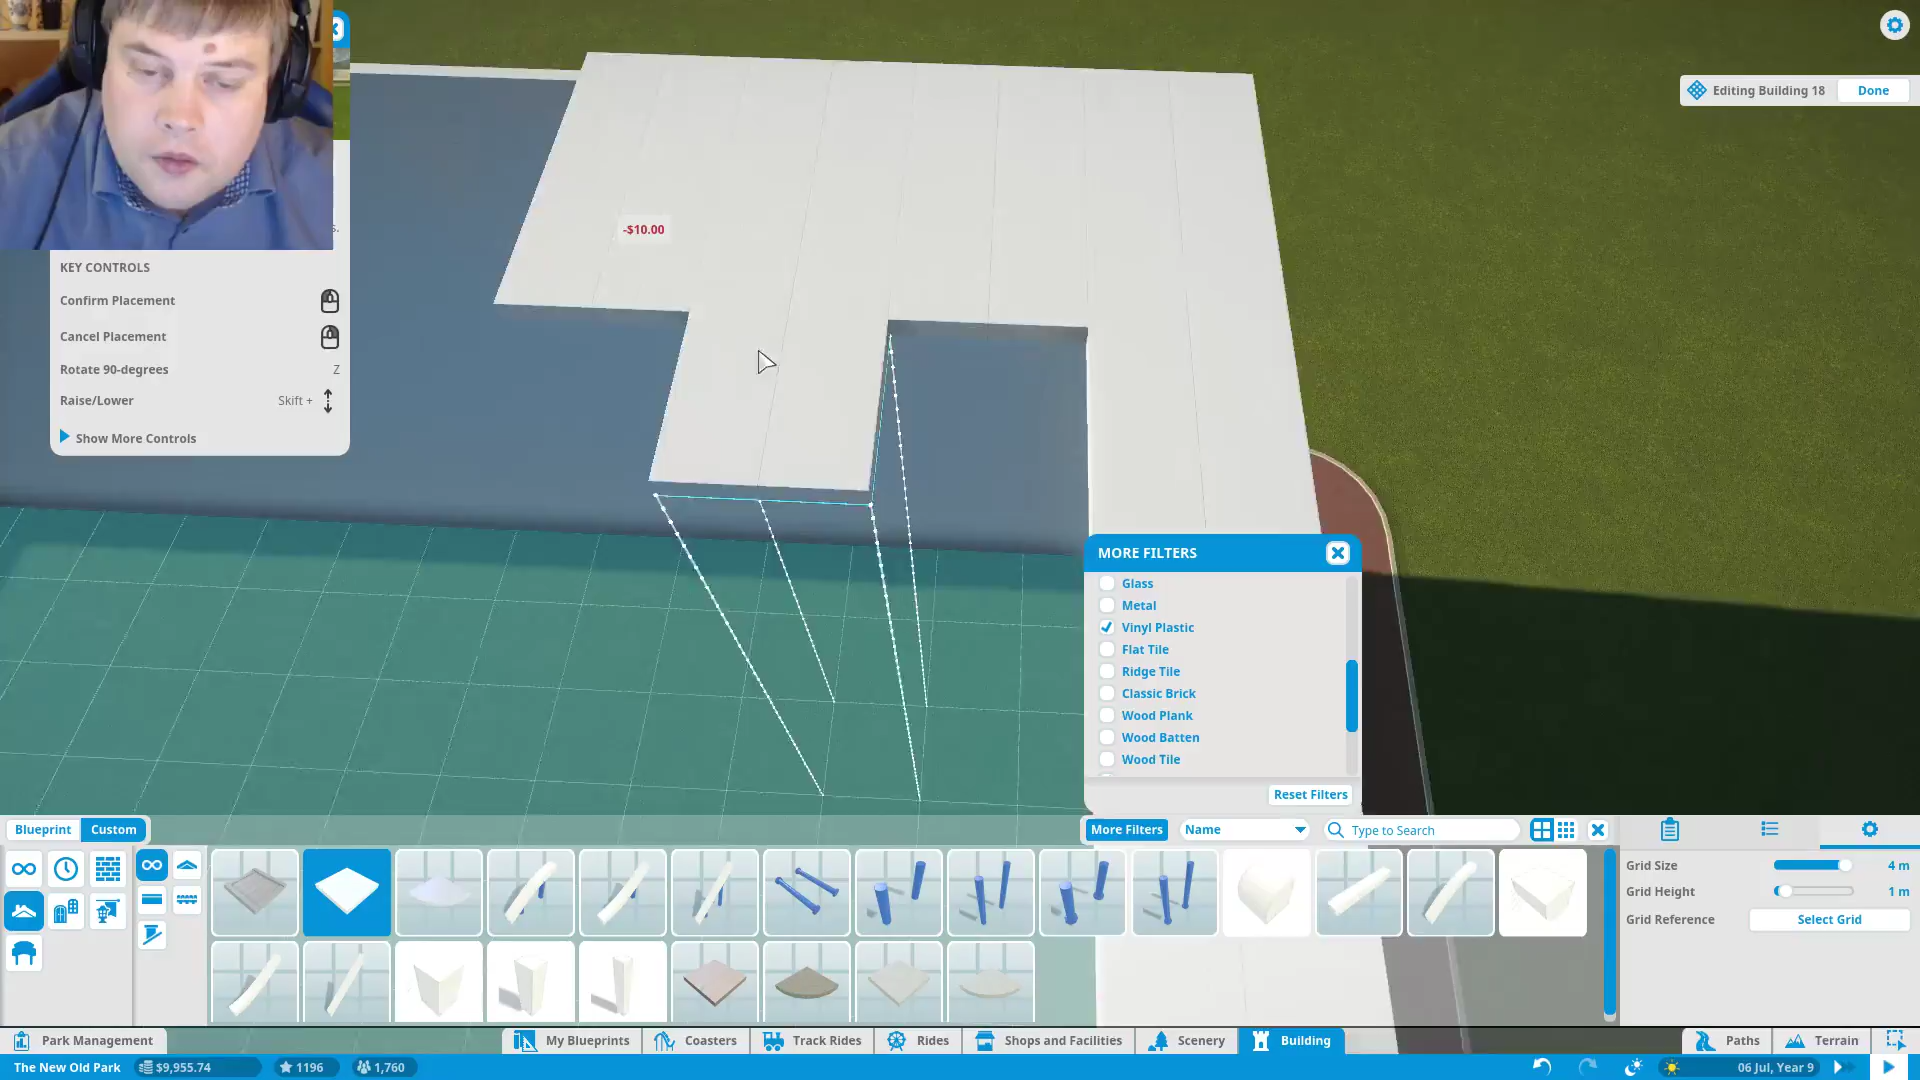 Editing Building 18 Done
-$10.00
s.
KEY CONTROLS
Confirm Placement
Cancel Placement
Rotate 90-degrees Z
Raise/Lower Skift +
Show More Controls
MORE FILTERS
Glass
Metal
Vinyl Plastic
Flat Tile
Ridge Tile
Classic Brick
Wood Plank
Wood Batten
Wood Tile
Reset Filters
Blueprint Custom More Filters Name Type to Search
Grid Size 4 m
Grid Height 1 m
Grid Reference Select Grid
Park Management My Blueprints Coasters Track Rides Rides Shops and Facilities Scenery Building Paths Terrain
The New Old Park $9,955.74 1196 1,760 06 Jul, Year 9